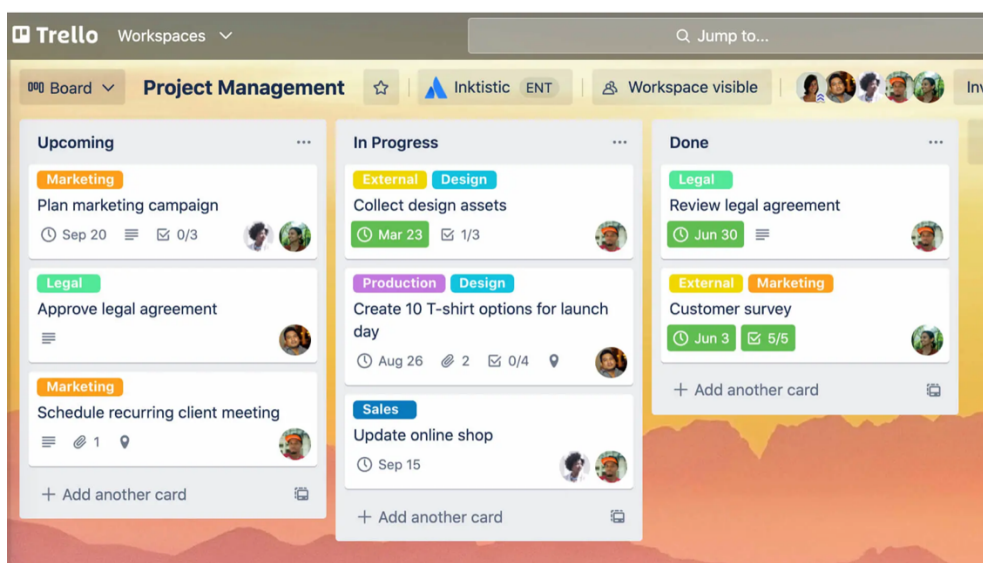 Trello Workspaces Jump to...
Board Project Management Inktistic ENT Workspace visible
Upcoming
Marketing
Plan marketing campaign
Sep 20 0/3
Legal
Approve legal agreement
Marketing
Schedule recurring client meeting
1
+ Add another card
In Progress
External Design
Collect design assets
Mar 23 1/3
Production Design
Create 10 T-shirt options for launch
day
Aug 26 2 0/4
Sales
Update online shop
Sep 15
+ Add another card
Done
Legal
Review legal agreement
Jun 30
External Marketing
Customer survey
Jun 3 5/5
+ Add another card